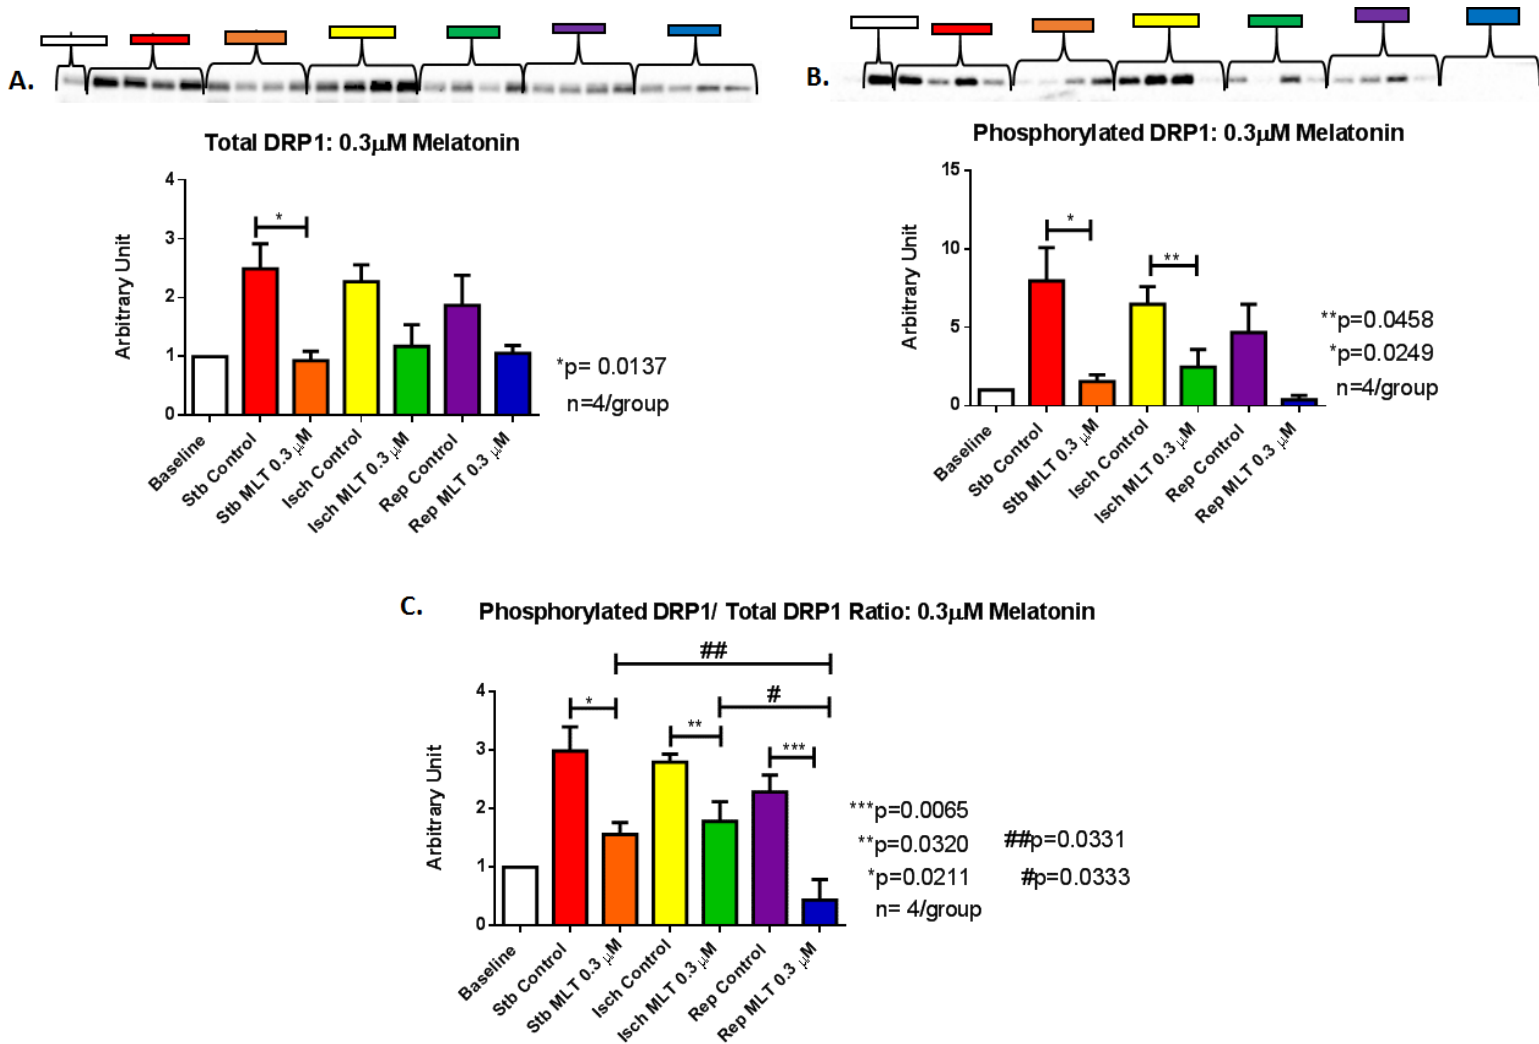 A.
B.
Total DRP1: 0.3μM Melatonin
4
3
2
1
0
Arbitrary Unit
*
*p= 0.0137
n=4/group
Baseline
Stb Control
Stb MLT 0.3 μM
Isch Control
Isch MLT 0.3 μM
Rep Control
Rep MLT 0.3 μM
Phosphorylated DRP1: 0.3μM Melatonin
15
10
5
0
Arbitrary Unit
*
**
**p=0.0458
*p=0.0249
n=4/group
Baseline
Stb Control
Stb MLT 0.3 μM
Isch Control
Isch MLT 0.3 μM
Rep Control
Rep MLT 0.3 μM
C.
Phosphorylated DRP1/ Total DRP1 Ratio: 0.3μM Melatonin
##
#
*
**
***
4
3
2
1
0
Arbitrary Unit
***p=0.0065
**p=0.0320
##p=0.0331
*p=0.0211
#p=0.0333
n= 4/group
Baseline
Stb Control
Stb MLT 0.3 μM
Isch Control
Isch MLT 0.3 μM
Rep Control
Rep MLT 0.3 μM